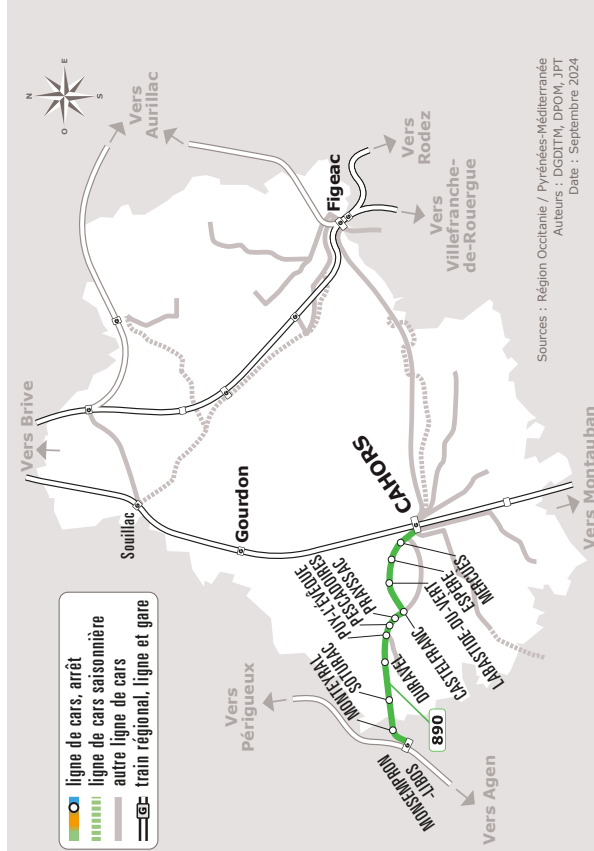 ligne de cars, arrêt
ligne de cars saisonnière
autre ligne de cars
G
train régional, ligne et gare
N
E
S
O
Vers Brive
Vers
Aurillac
Vers
Rodez
Vers
Villefranche-
de-Rouergue
Figeac
Souillac
Gourdon
CAHORS
Vers Montauban
Vers
Périgueux
Vers Agen
MONSEMPRON
-LIBOS
MONTEYRAL
SOTURAC
DURAVEL
PUY-L'ÉVÊQUE
PESCADOIRES
PRAYSSAC
CASTELFRANC
LABASTIDE-DU-VERT
ESPÈRE
MERCUÈS
890
Sources : Région Occitanie / Pyrénées-Méditerranée
Auteurs : DGDITM, DPOM, JPT
Date : Septembre 2024